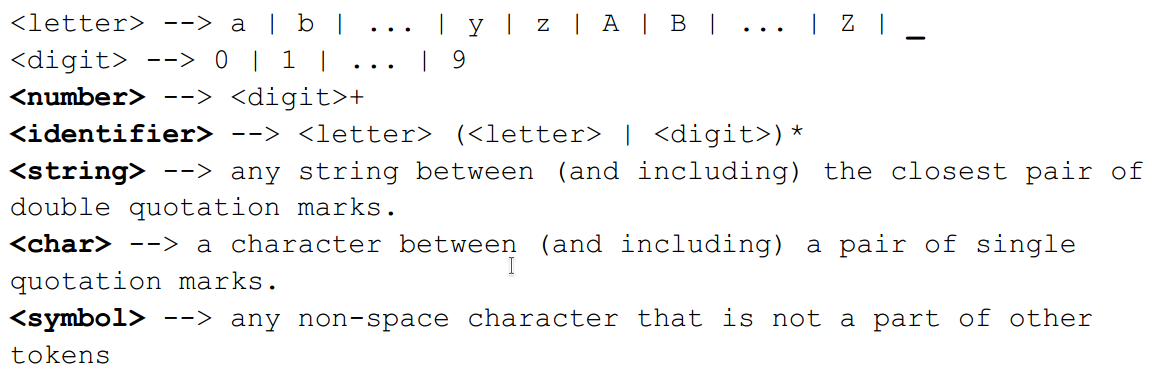 <letter> --> a | b | ... | y | z | A | B | ... | Z | _
<digit> --> 0 | 1 | ... | 9
<number> --> <digit>+
<identifier> --> <letter> (<letter> | <digit>)*
<string> --> any string between (and including) the closest pair of
double quotation marks.
<char> --> a character between (and including) a pair of single
quotation marks.
<symbol> --> any non-space character that is not a part of other
tokens